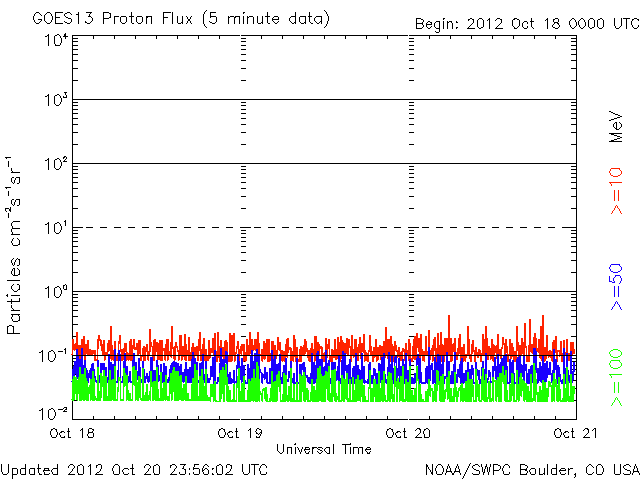 GOES13 Proton Flux (5 minute data)
Begin: 2012 Oct 18 0000 UTC
Particles cm⁻²s⁻¹sr⁻¹
10⁴
10³
10²
10¹
10⁰
10⁻¹
10⁻²
Oct 18
Oct 19
Oct 20
Oct 21
Universal Time
MeV
>=10
>=50
>=100
Updated 2012 Oct 20 23:56:02 UTC
NOAA/SWPC Boulder, CO USA